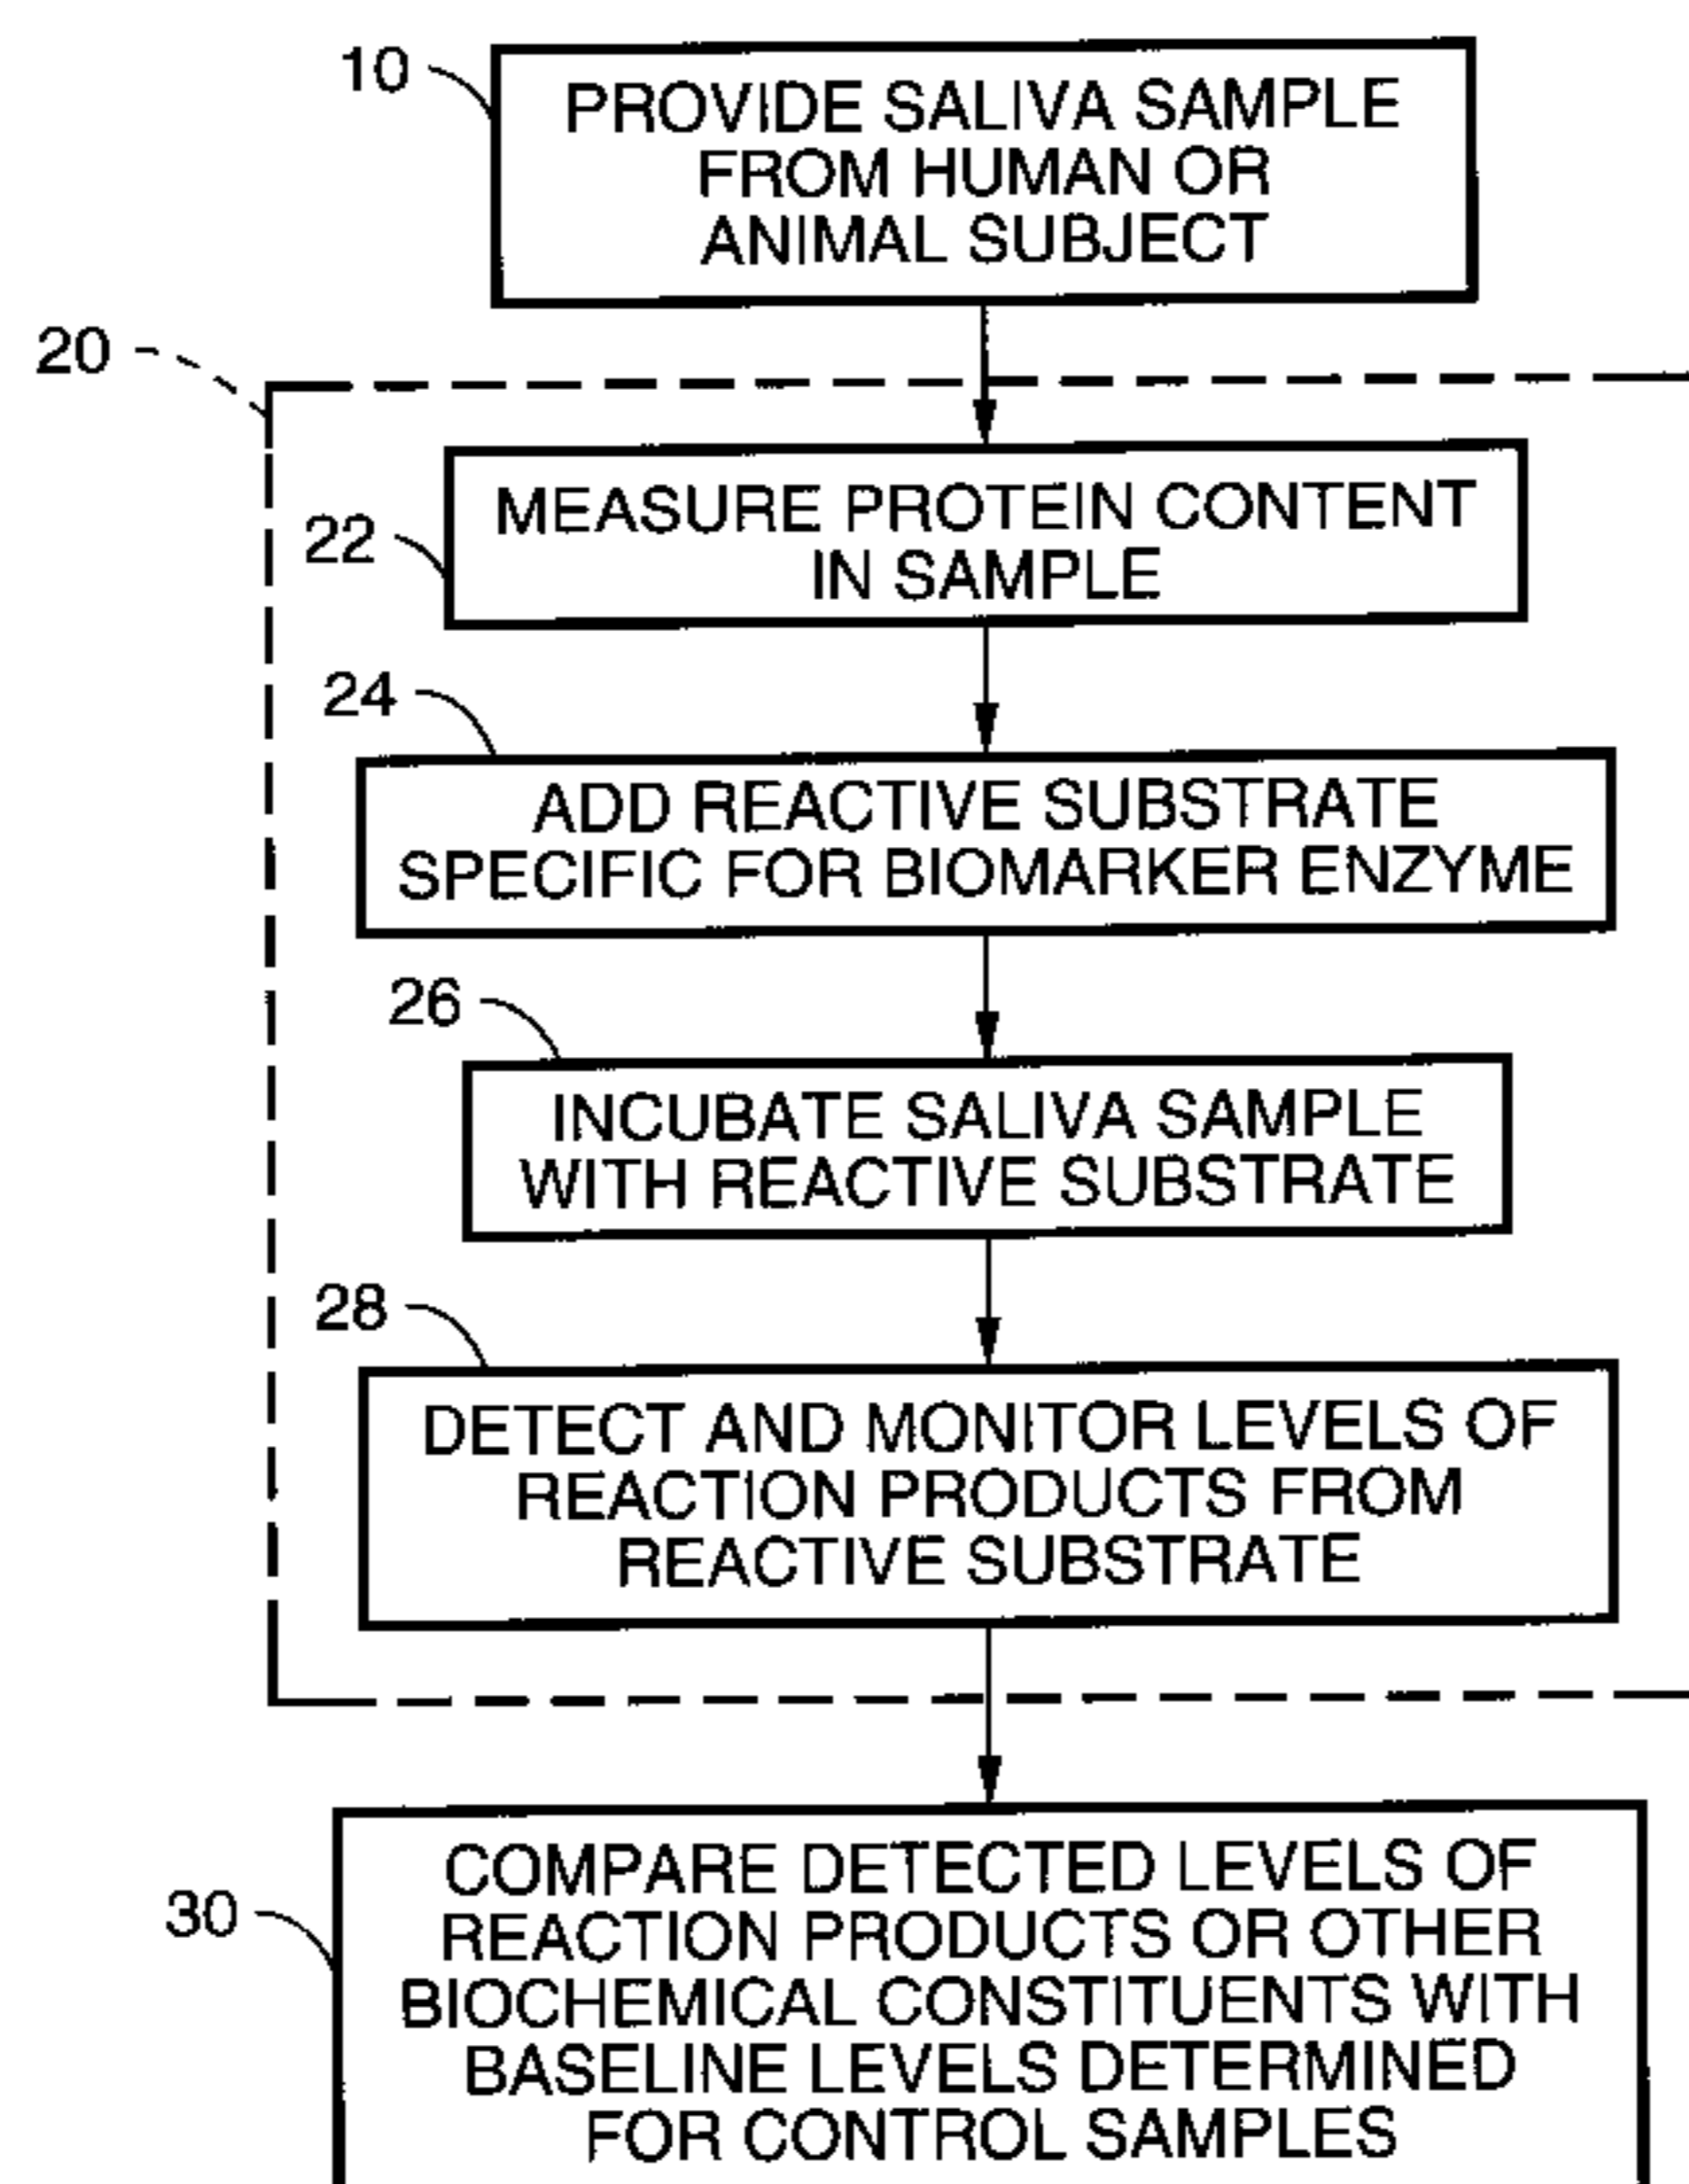 10
PROVIDE SALIVA SAMPLE
FROM HUMAN OR
ANIMAL SUBJECT
20
22
MEASURE PROTEIN CONTENT
IN SAMPLE
24
ADD REACTIVE SUBSTRATE
SPECIFIC FOR BIOMARKER ENZYME
26
INCUBATE SALIVA SAMPLE
WITH REACTIVE SUBSTRATE
28
DETECT AND MONITOR LEVELS OF
REACTION PRODUCTS FROM
REACTIVE SUBSTRATE
30
COMPARE DETECTED LEVELS OF
REACTION PRODUCTS OR OTHER
BIOCHEMICAL CONSTITUENTS WITH
BASELINE LEVELS DETERMINED
FOR CONTROL SAMPLES